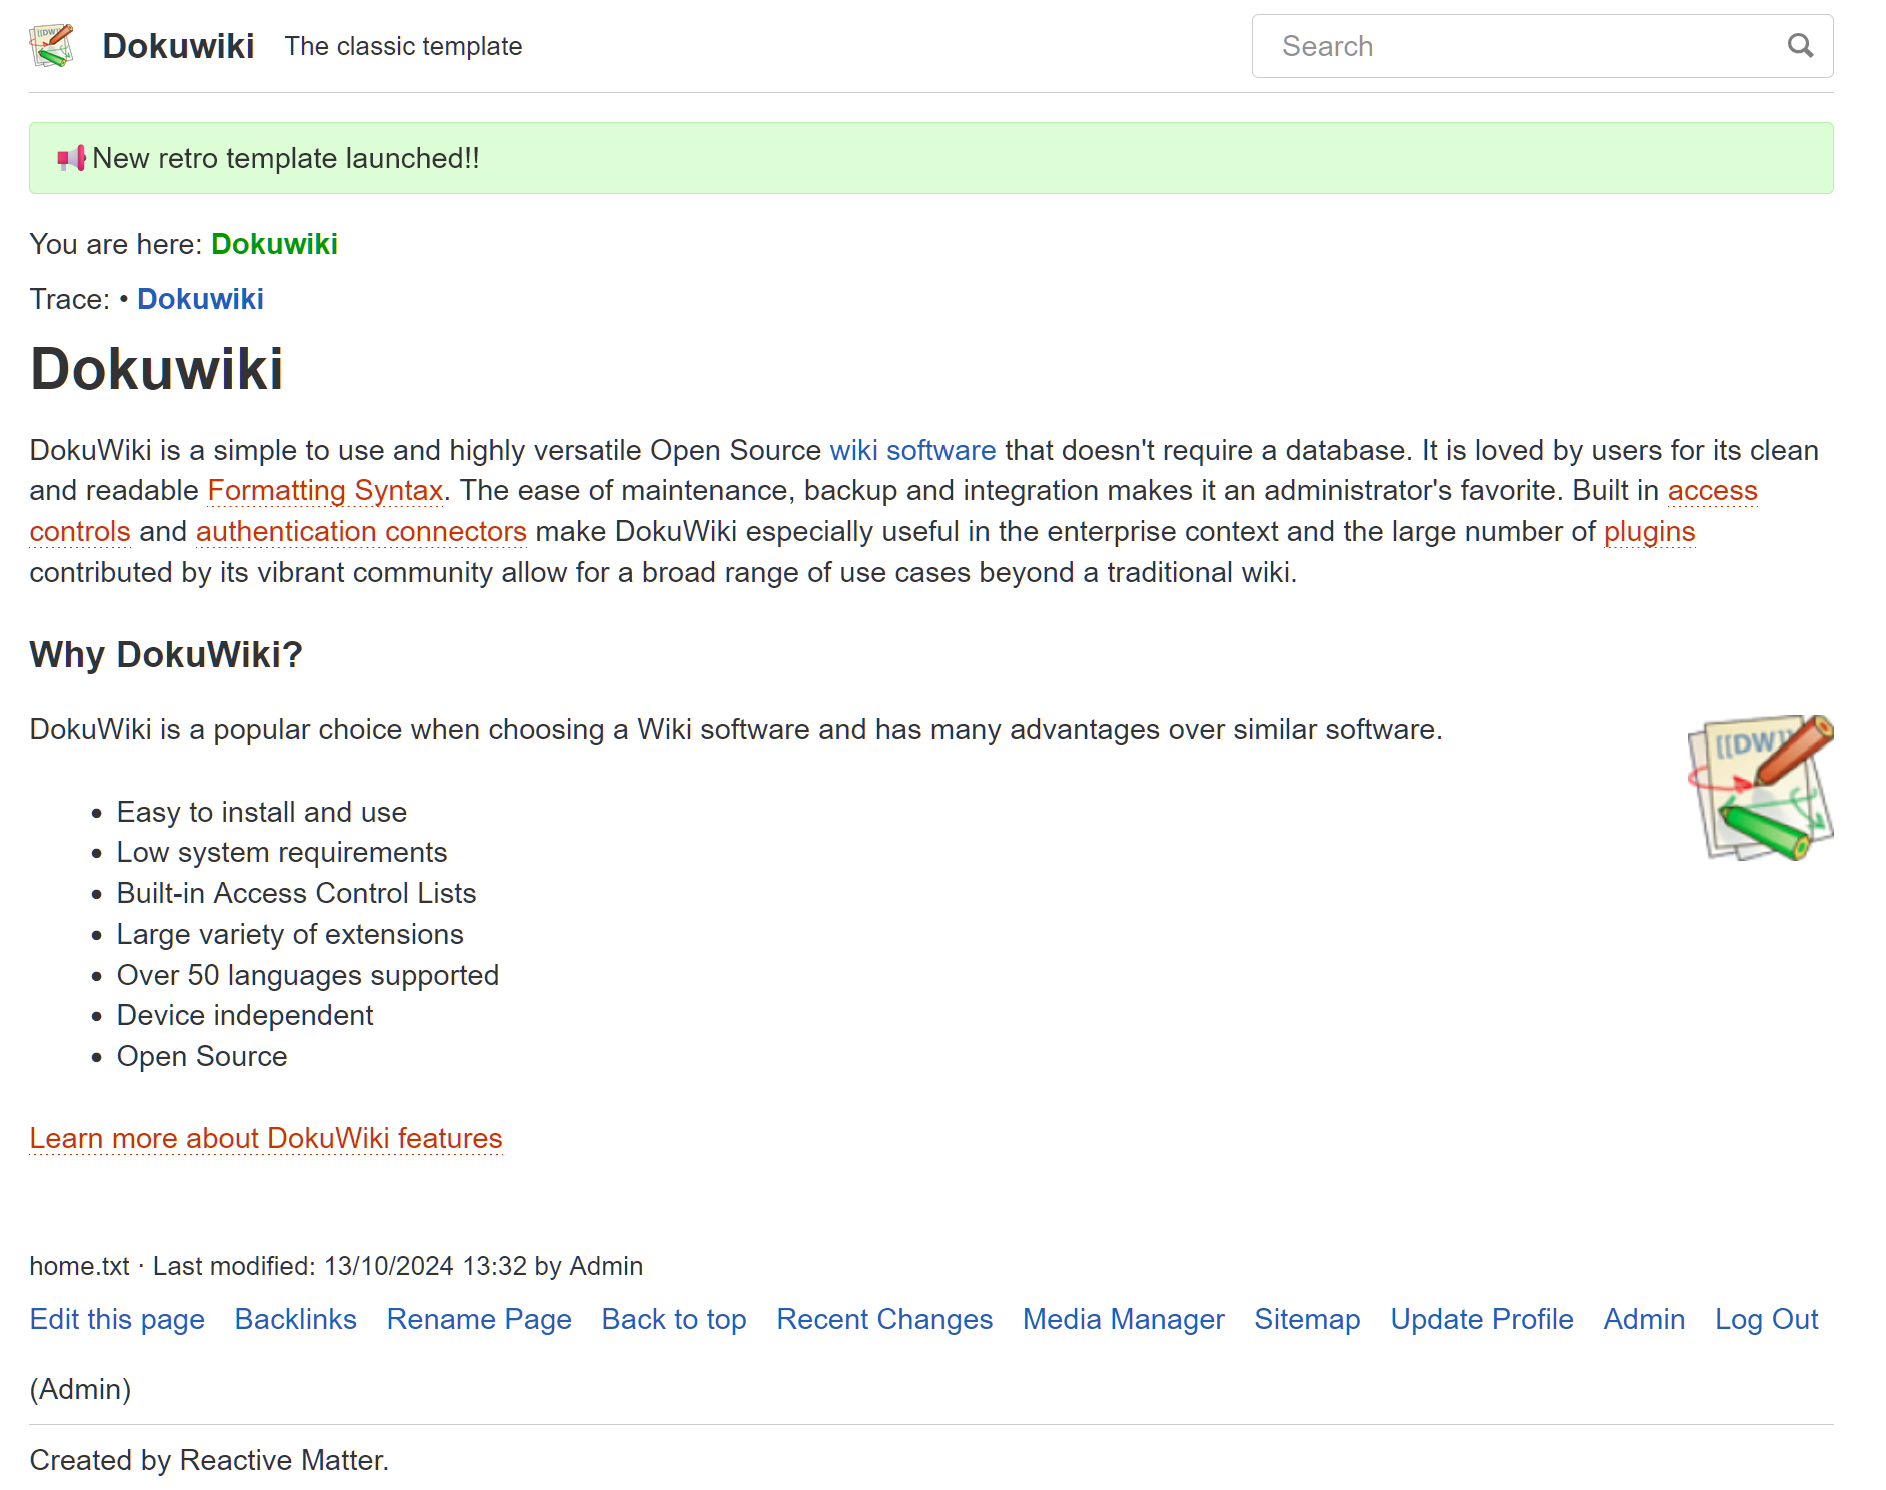 [[DW]]
Dokuwiki
The classic template
Search
New retro template launched!!
You are here: Dokuwiki
Trace: • Dokuwiki
Dokuwiki
DokuWiki is a simple to use and highly versatile Open Source wiki software that doesn't require a database. It is loved by users for its clean
and readable Formatting Syntax. The ease of maintenance, backup and integration makes it an administrator's favorite. Built in access
controls and authentication connectors make DokuWiki especially useful in the enterprise context and the large number of plugins
contributed by its vibrant community allow for a broad range of use cases beyond a traditional wiki.
Why DokuWiki?
DokuWiki is a popular choice when choosing a Wiki software and has many advantages over similar software.
[[DW]]
• Easy to install and use
• Low system requirements
• Built-in Access Control Lists
• Large variety of extensions
• Over 50 languages supported
• Device independent
• Open Source
Learn more about DokuWiki features
home.txt · Last modified: 13/10/2024 13:32 by Admin
Edit this page Backlinks Rename Page Back to top Recent Changes Media Manager Sitemap Update Profile Admin Log Out
(Admin)
Created by Reactive Matter.